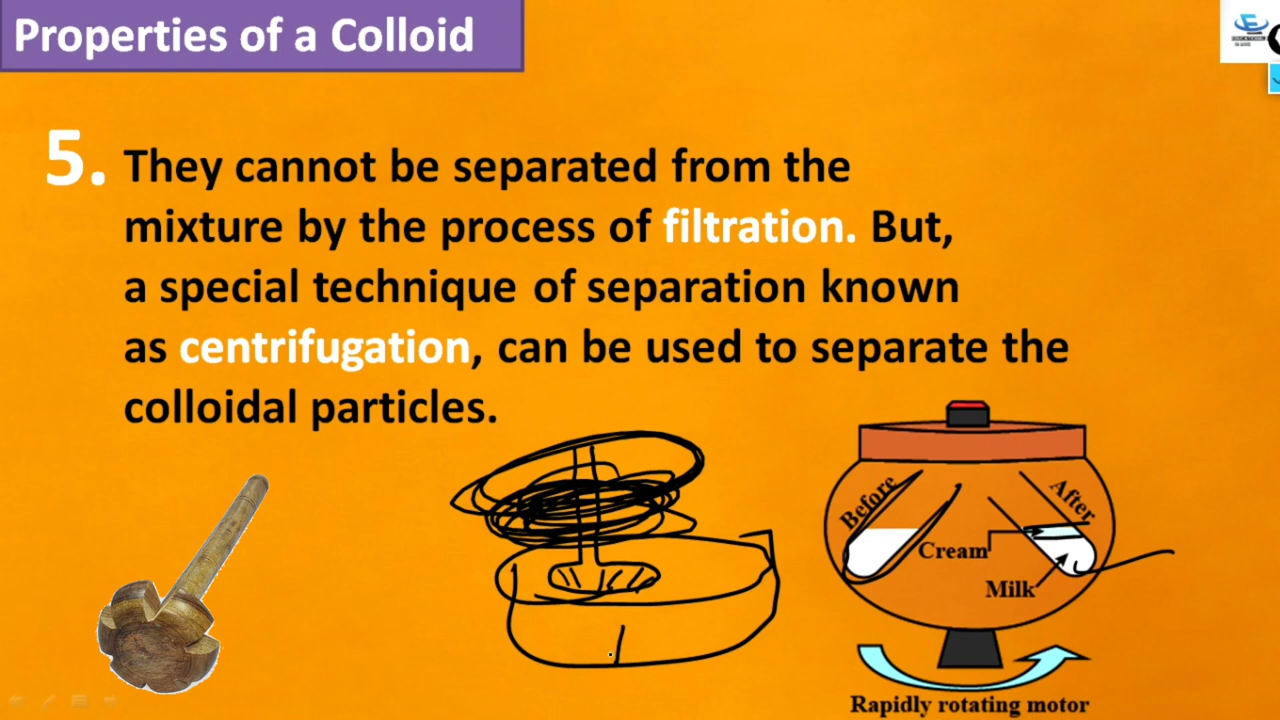 Properties of a Colloid
5. They cannot be separated from the
mixture by the process of filtration. But,
a special technique of separation known
as centrifugation, can be used to separate the
colloidal particles.
Before
After
Cream
Milk
Rapidly rotating motor